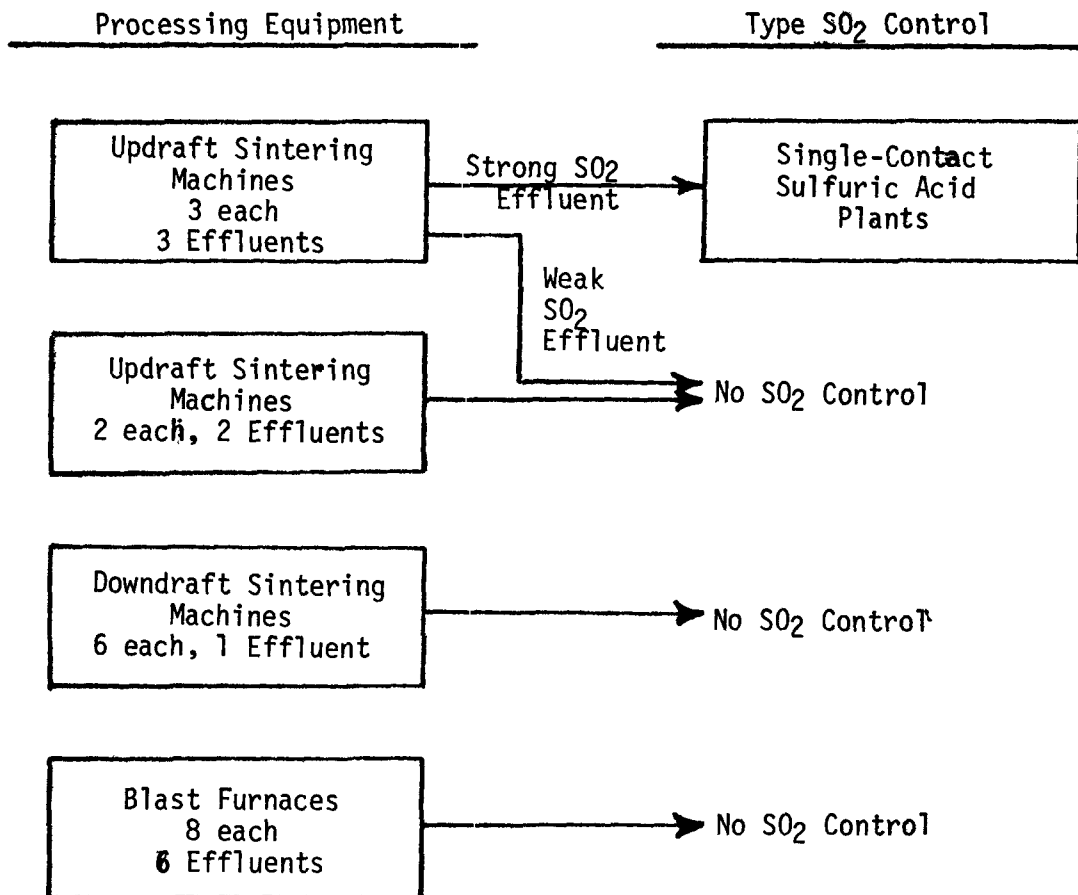 Processing Equipment
Type SO2 Control
Updraft Sintering
Machines
3 each
3 Effluents
Strong SO2
Effluent
Single-Contact
Sulfuric Acid
Plants
Weak
SO2
Effluent
Updraft Sintering
Machines
2 each, 2 Effluents
No SO2 Control
Downdraft Sintering
Machines
6 each, 1 Effluent
No SO2 Control
Blast Furnaces
8 each
6 Effluents
No SO2 Control